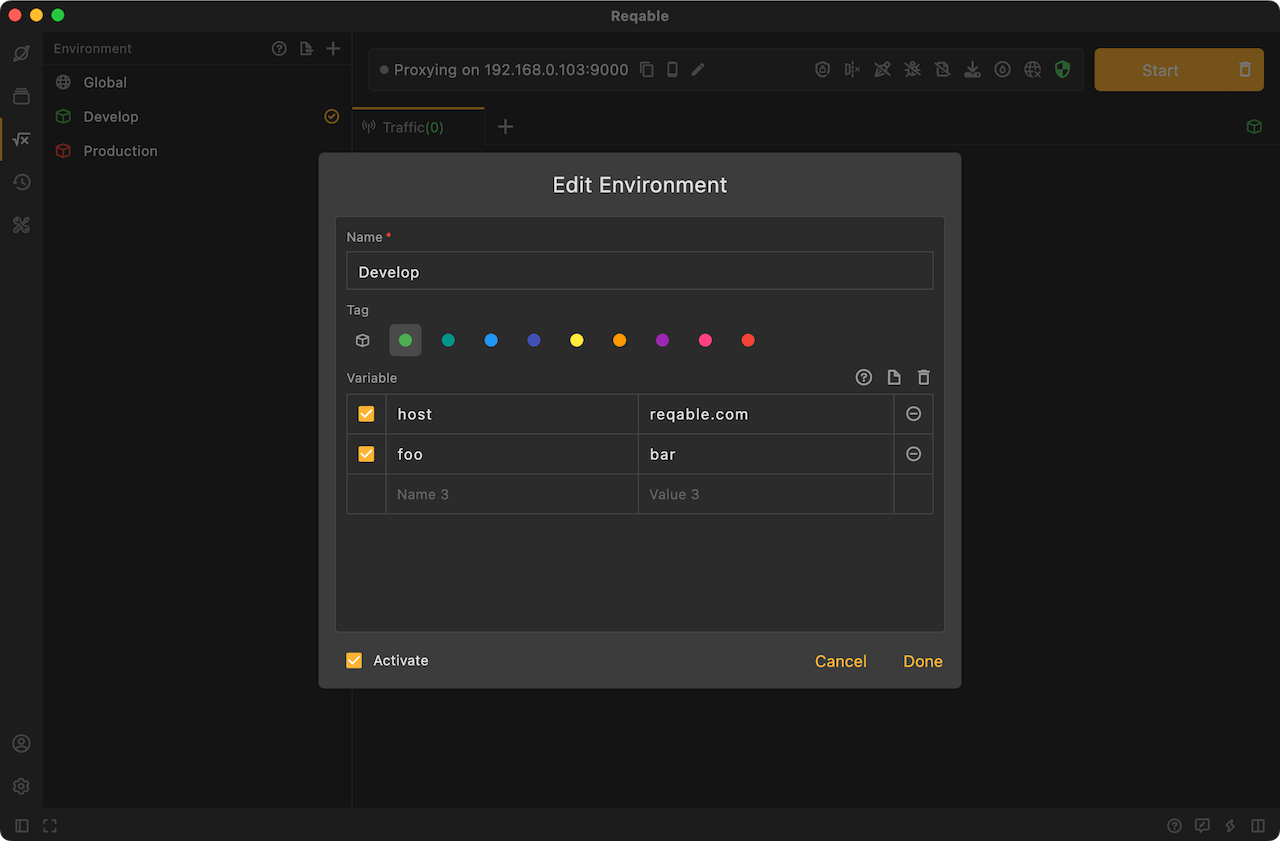 Reqable
Environment
Global
Develop
Production
Proxying on 192.168.0.103:9000
Start
Traffic(0)
Edit Environment
Name *
Develop
Tag
Variable
host reqable.com
foo bar
Name 3 Value 3
Activate
Cancel Done